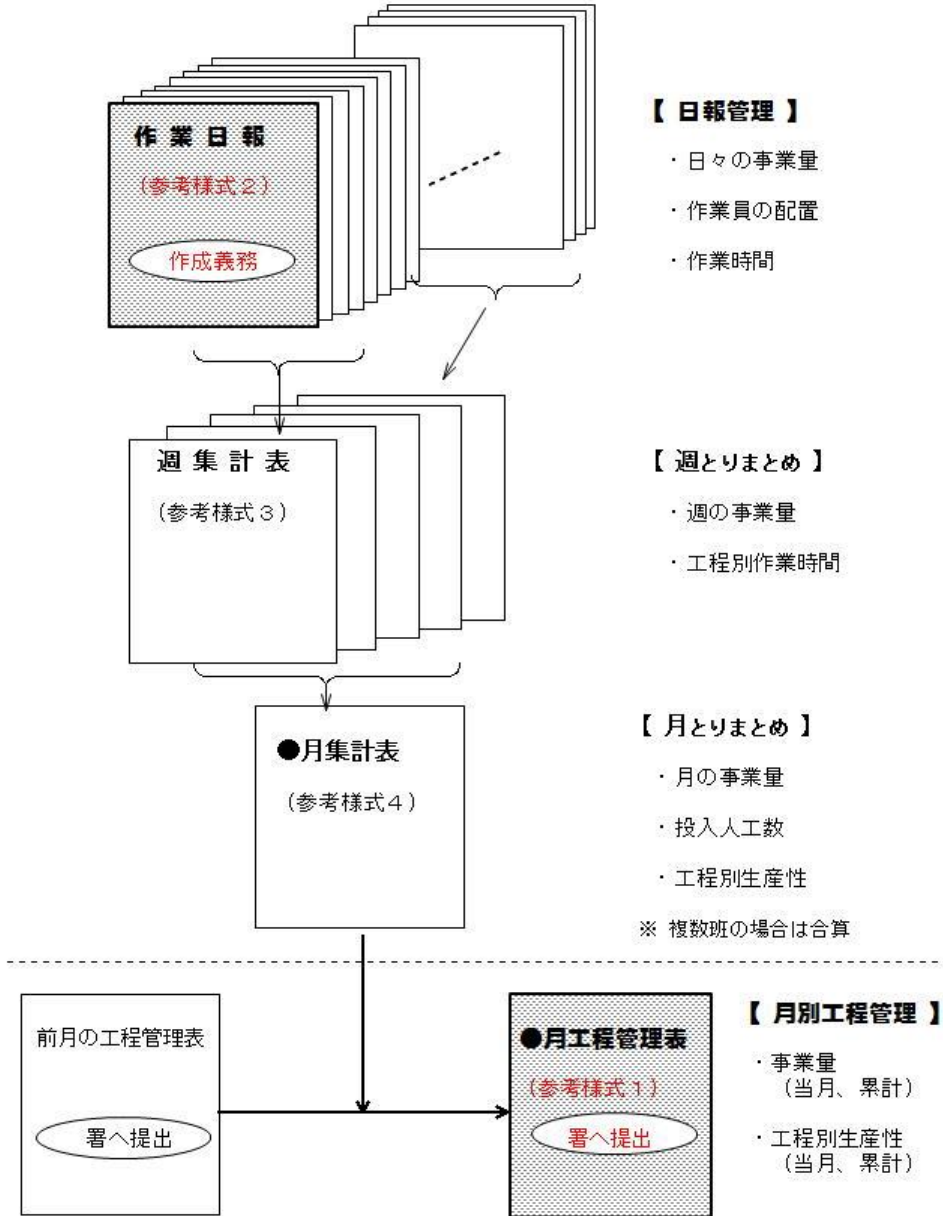 作 業 日 報
(参考様式2)
作成義務
【 日報管理 】
・日々の事業量
・作業員の配置
・作業時間
週 集 計 表
(参考様式3)
【 週とりまとめ 】
・週の事業量
・工程別作業時間
●月集計表
(参考様式4)
【 月とりまとめ 】
・月の事業量
・投入人工数
・工程別生産性
※ 複数班の場合は合算
前月の工程管理表
署へ提出
●月工程管理表
(参考様式1)
署へ提出
【 月別工程管理 】
・事業量
(当月、累計)
・工程別生産性
(当月、累計)